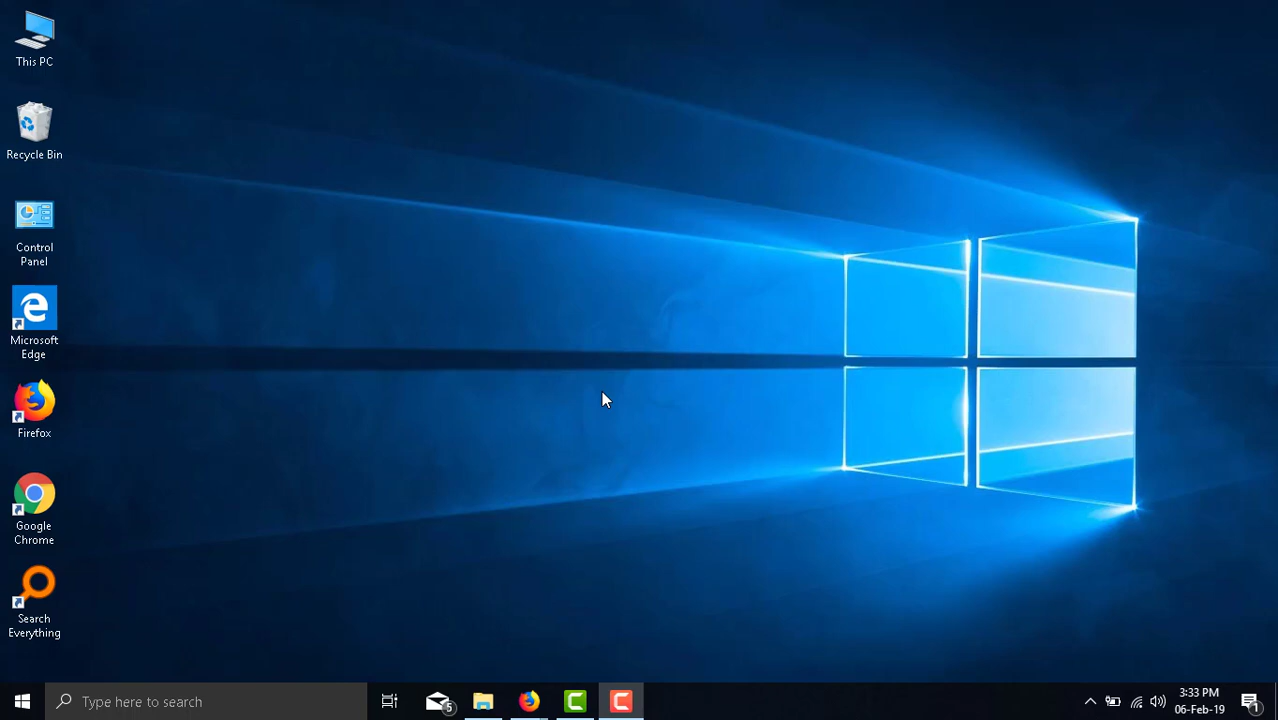 This PC
Recycle Bin
Control
Panel
Microsoft
Edge
Firefox
Google
Chrome
Search
Everything
Type here to search
5
3:33 PM
06-Feb-19
1